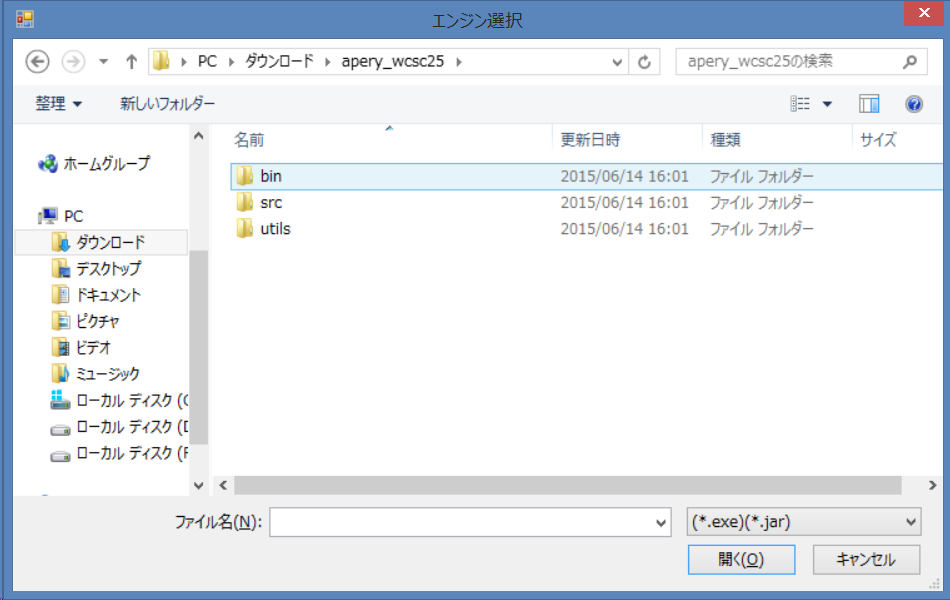 エンジン選択
PC ダウンロード apery_wcsc25
apery_wcsc25の検索
整理 新しいフォルダー
名前 更新日時 種類 サイズ
ホームグループ
PC
ダウンロード
デスクトップ
ドキュメント
ピクチャ
ビデオ
ミュージック
ローカル ディスク (C
ローカル ディスク (D
ローカル ディスク (F
bin 2015/06/14 16:01 ファイル フォルダー
src 2015/06/14 16:01 ファイル フォルダー
utils 2015/06/14 16:01 ファイル フォルダー
ファイル名(N):
(*.exe)(*.jar)
開く(O) キャンセル